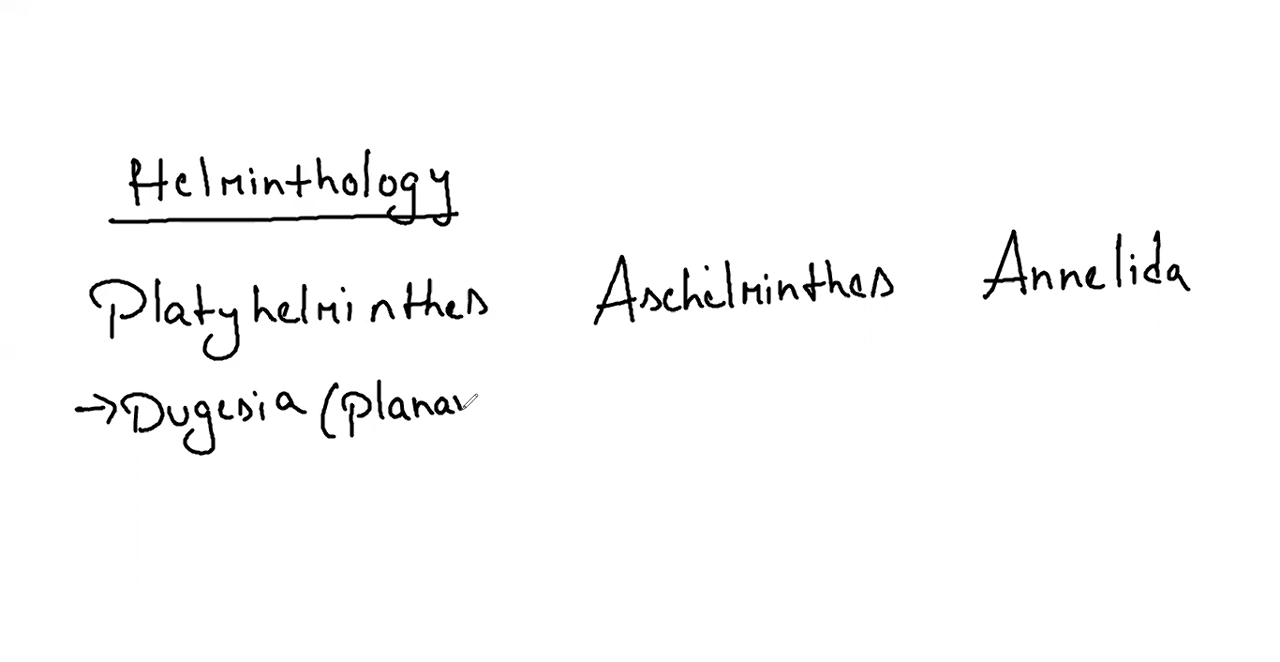 Helminthology
Platyhelminthes Aschelminthes Annelida
→Dugesia (Planar